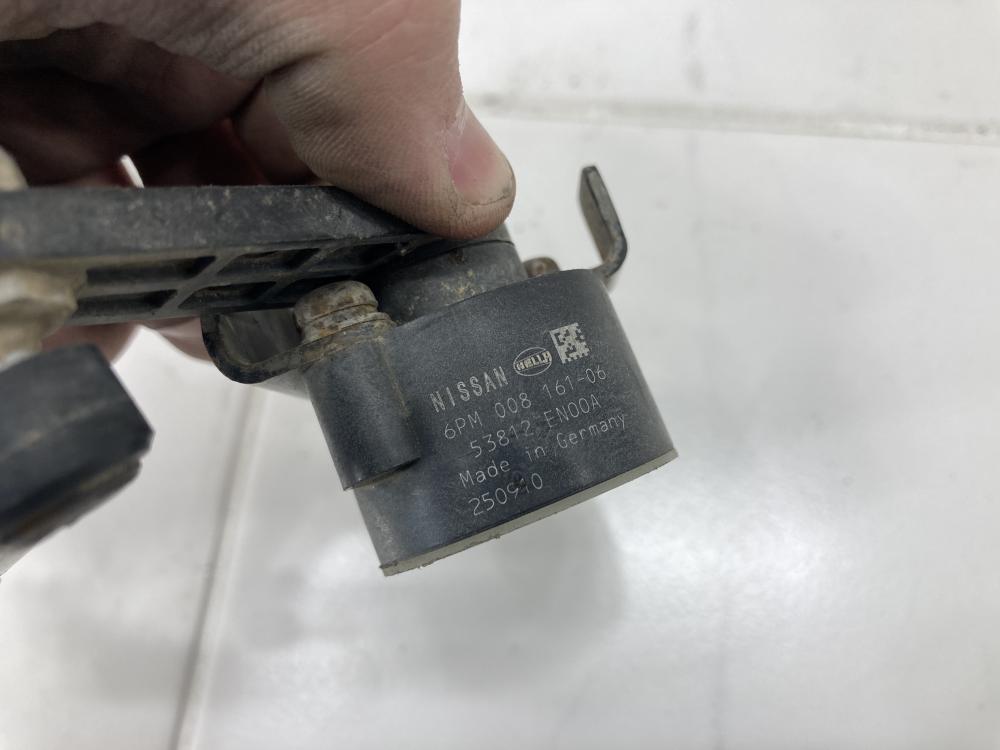 NISSAN HELLA
6PM 008 161-06
53812-EN00A
Made in Germany
250910